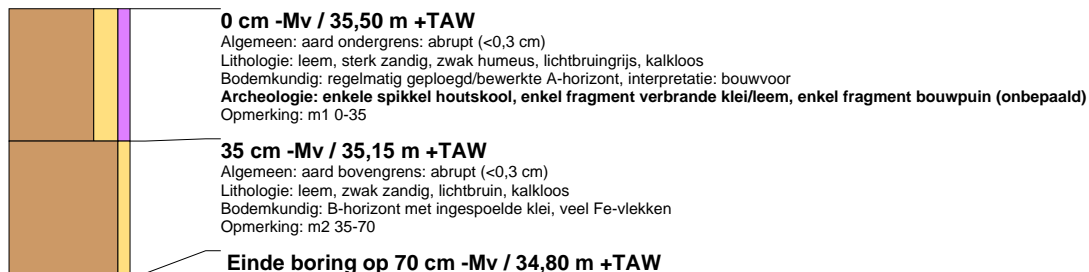 0 cm -Mv / 35,50 m +TAW
Algemeen: aard ondergrens: abrupt (<0,3 cm)
Lithologie: leem, sterk zandig, zwak humeus, lichtbruingrijs, kalkloos
Bodemkundig: regelmatig geploegd/bewerkte A-horizont, interpretatie: bouwvoor
Archeologie: enkele spikkel houtskool, enkel fragment verbrande klei/leem, enkel fragment bouwpuin (onbepaald)
Opmerking: m1 0-35
35 cm -Mv / 35,15 m +TAW
Algemeen: aard bovengrens: abrupt (<0,3 cm)
Lithologie: leem, zwak zandig, lichtbruin, kalkloos
Bodemkundig: B-horizont met ingespoelde klei, veel Fe-vlekken
Opmerking: m2 35-70
Einde boring op 70 cm -Mv / 34,80 m +TAW